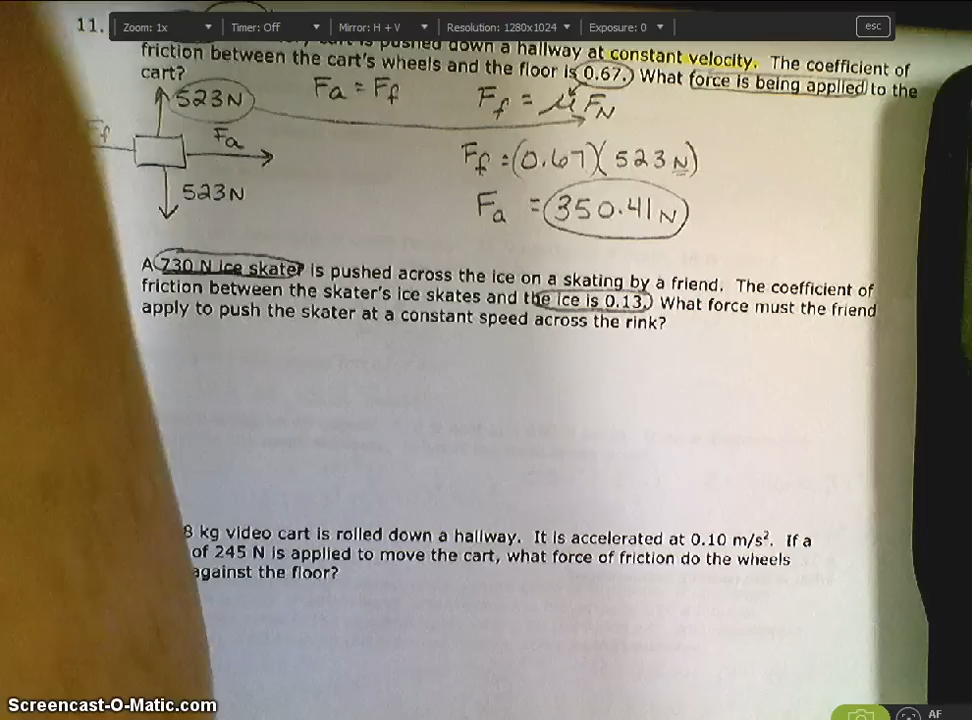 11.
Zoom: 1x Timer: Off Mirror: H + V Resolution: 1280x1024 Exposure: 0 esc
cart is pushed down a hallway at constant velocity. The coefficient of
friction between the cart's wheels and the floor is 0.67. What force is being applied to the
cart?
523N
Fa = Ff
Ff = μFN
Ff
Fa
Ff = (0.67)(523N)
523N
Fa = 350.41N
A 730 N ice skater is pushed across the ice on a skating by a friend. The coefficient of
friction between the skater's ice skates and the ice is 0.13. What force must the friend
apply to push the skater at a constant speed across the rink?
8 kg video cart is rolled down a hallway. It is accelerated at 0.10 m/s². If a
of 245 N is applied to move the cart, what force of friction do the wheels
against the floor?
Screencast-O-Matic.com
AF